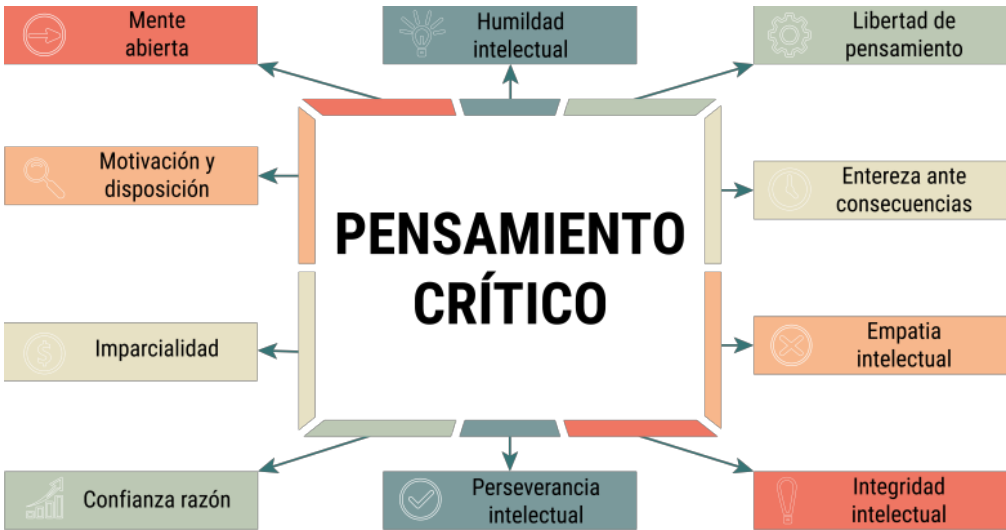 Mente
abierta
Humildad
intelectual
Libertad de
pensamiento
Motivación y
disposición
Entereza ante
consecuencias
PENSAMIENTO
CRÍTICO
Imparcialidad
Empatia
intelectual
Confianza razón
Perseverancia
intelectual
Integridad
intelectual